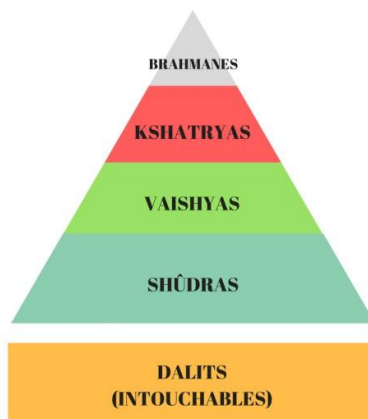 BRAHMANES
KSHATRYAS
VAISHYAS
SHÛDRAS
DALITS
(INTOUCHABLES)